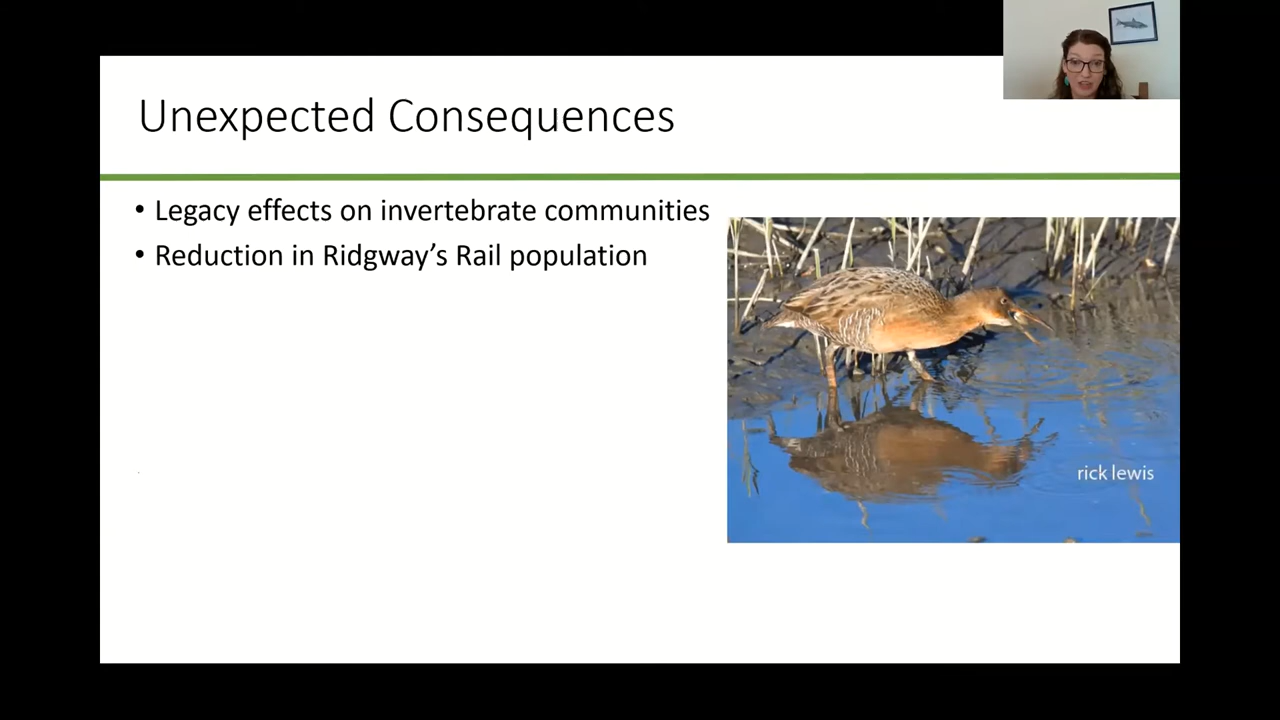 Unexpected Consequences
• Legacy effects on invertebrate communities
• Reduction in Ridgway’s Rail population
rick lewis